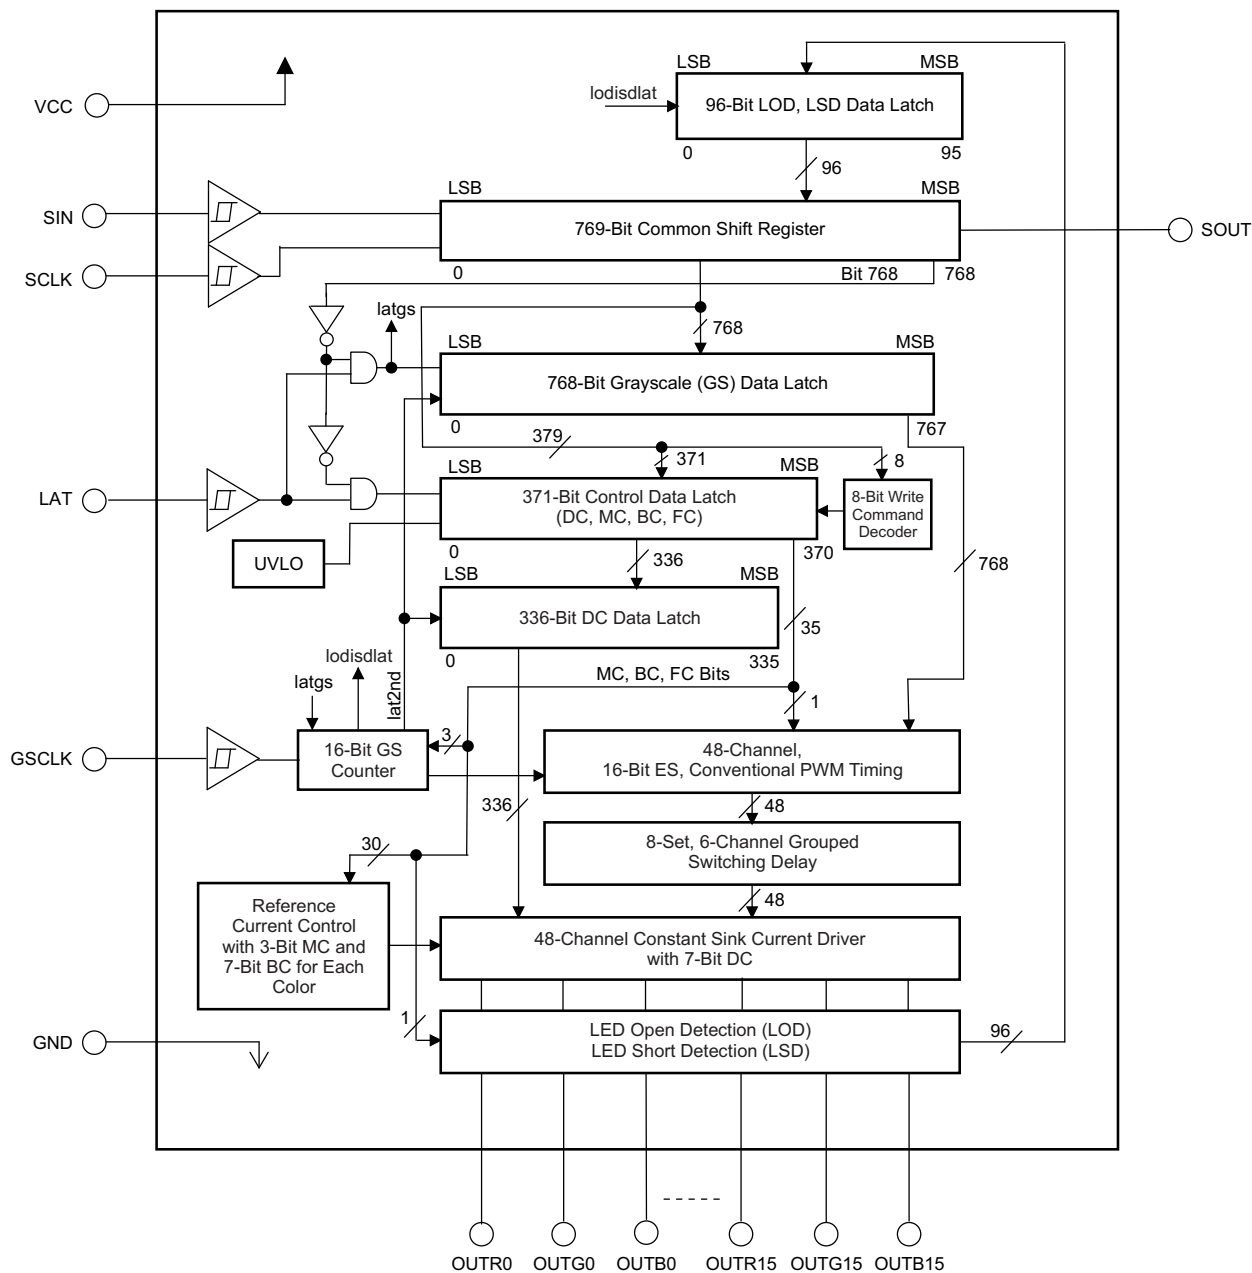 LSB
MSB
VCC
lodisdlat
96-Bit LOD, LSD Data Latch
0
95
96
LSB
MSB
SIN
769-Bit Common Shift Register
SOUT
SCLK
0
Bit 768
768
latgs
768
LSB
MSB
768-Bit Grayscale (GS) Data Latch
0
767
379
371
8
LSB
MSB
LAT
371-Bit Control Data Latch
(DC, MC, BC, FC)
8-Bit Write
Command
Decoder
0
370
UVLO
336
768
LSB
MSB
336-Bit DC Data Latch
35
0
335
lodisdlat
latgs
lat2nd
MC, BC, FC Bits
1
GSCLK
16-Bit GS
Counter
3
48-Channel,
16-Bit ES, Conventional PWM Timing
336
48
30
8-Set, 6-Channel Grouped
Switching Delay
48
Reference
Current Control
with 3-Bit MC and
7-Bit BC for Each
Color
48-Channel Constant Sink Current Driver
with 7-Bit DC
1
GND
LED Open Detection (LOD)
LED Short Detection (LSD)
96
OUTR0
OUTG0
OUTB0
OUTR15
OUTG15
OUTB15